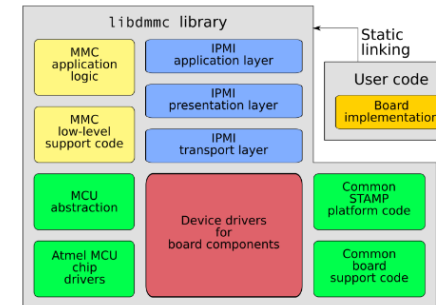 libdmmc library
MMC
application
logic
IPMI
application layer
Static
linking
User code
Board
implementation
IPMI
presentation layer
MMC
low-level
support code
IPMI
transport layer
MCU
abstraction
Device drivers
for
board components
Common
STAMP
platform code
Atmel MCU
chip
drivers
Common
board
support code